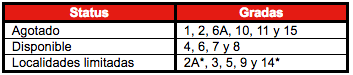 Status Gradas
Agotado 1, 2, 6A, 10, 11 y 15
Disponible 4, 6, 7 y 8
Localidades limitadas 2A*, 3, 5, 9 y 14*